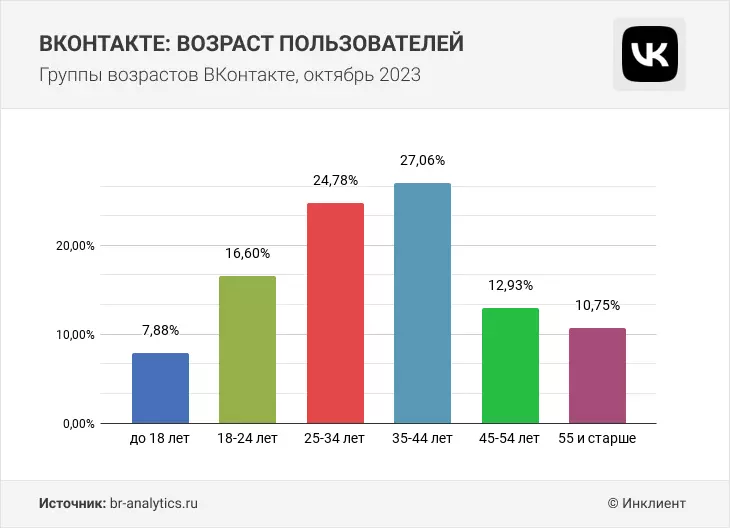 ВКОНТАКТЕ: ВОЗРАСТ ПОЛЬЗОВАТЕЛЕЙ
Группы возрастов ВКонтакте, октябрь 2023
VK
27,06%
24,78%
16,60%
12,93%
10,75%
7,88%
20,00%
10,00%
0,00%
до 18 лет 18-24 лет 25-34 лет 35-44 лет 45-54 лет 55 и старше
Источник: br-analytics.ru © Инклиент